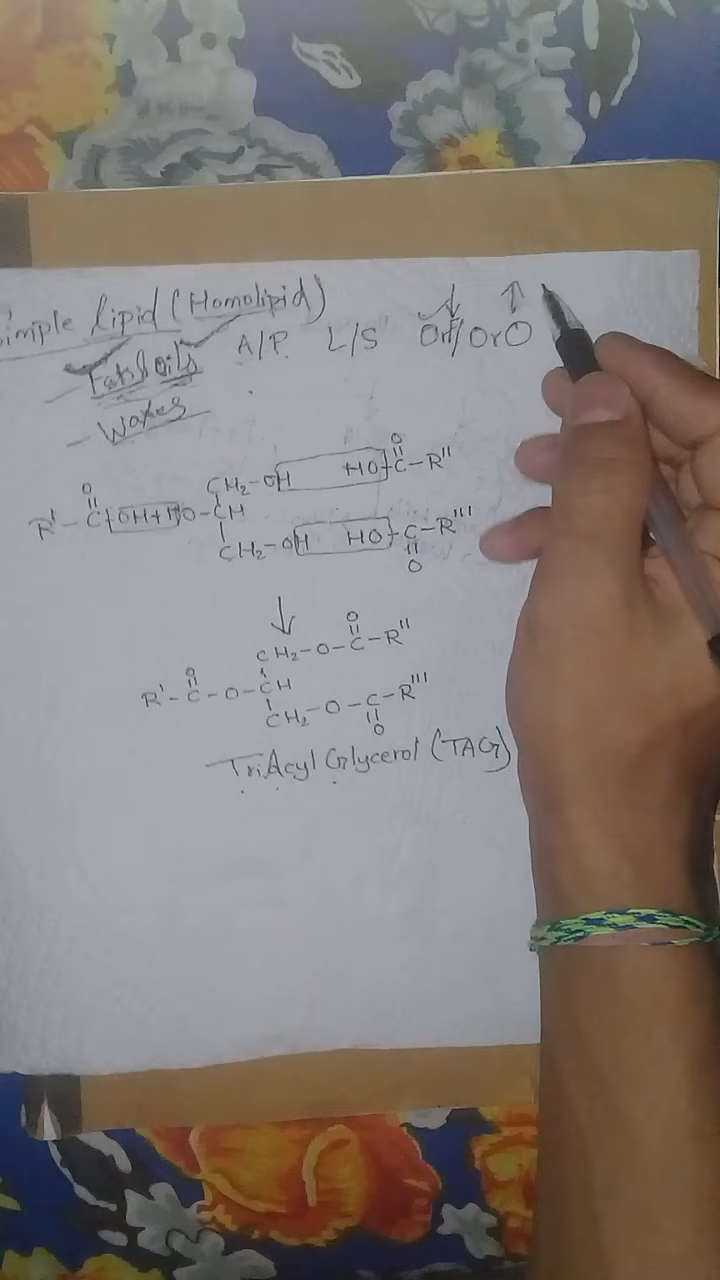 Simple Lipid (Homolipid)
- Fats & Oils A/P L/S OrF/OrO
- Waxes
O
CH₂-OH HO-C-R''
O
R'-C-OH+HO-CH
CH₂-OH HO-C-R'''
O
↓
O
CH₂-O-C-R''
O
R'-C-O-CH
CH₂-O-C-R'''
O
TriAcyl Glycerol (TAG)